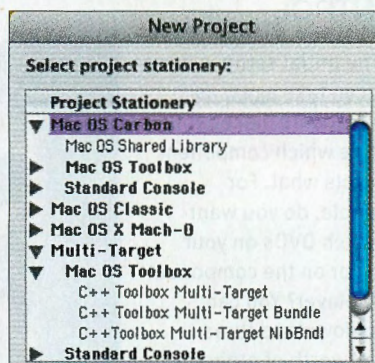 New Project
Select project stationery:
Project Stationery
Mac OS Carbon
Mac OS Shared Library
Mac OS Toolbox
Standard Console
Mac OS Classic
Mac OS X Mach-O
Multi-Target
Mac OS Toolbox
C++ Toolbox Multi-Target
C++ Toolbox Multi-Target Bundle
C++Toolbox Multi-Target NibBndl
Standard Console